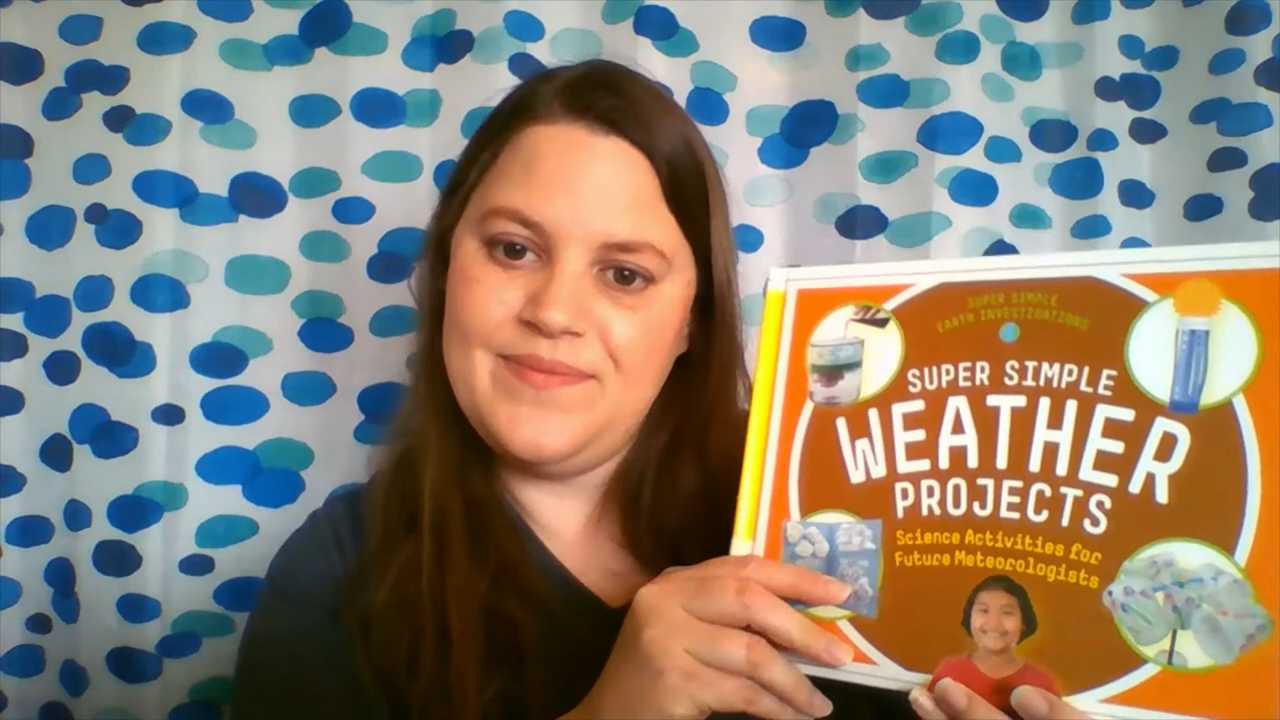 SUPER SIMPLE
EARTH INVESTIGATIONS
SUPER SIMPLE
WEATHER
PROJECTS
Science Activities for
Future Meteorologists